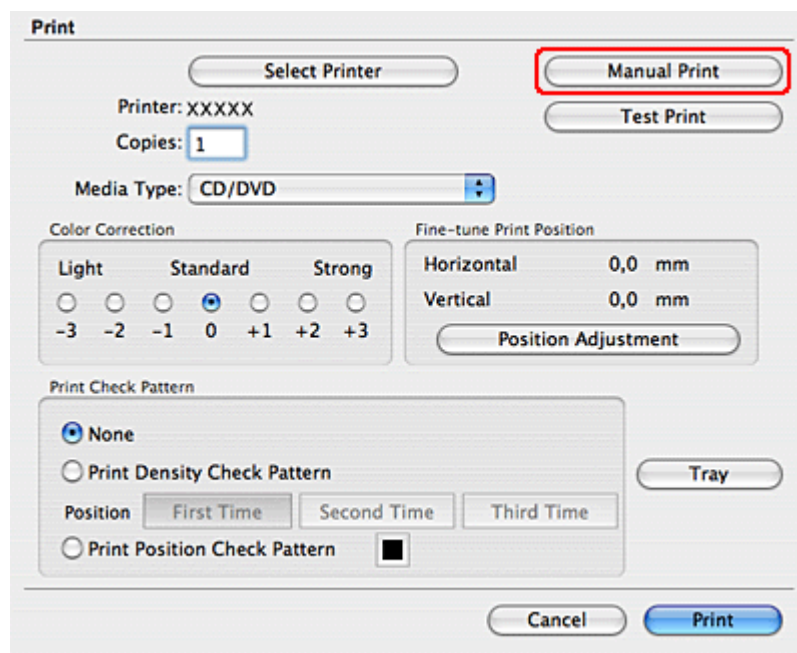 Print
Select Printer
Manual Print
Printer: XXXXX
Test Print
Copies: 1
Media Type: CD/DVD
Color Correction
Light Standard Strong
-3 -2 -1 0 +1 +2 +3
Fine-tune Print Position
Horizontal 0,0 mm
Vertical 0,0 mm
Position Adjustment
Print Check Pattern
None
Print Density Check Pattern
Position First Time Second Time Third Time
Print Position Check Pattern
Tray
Cancel Print